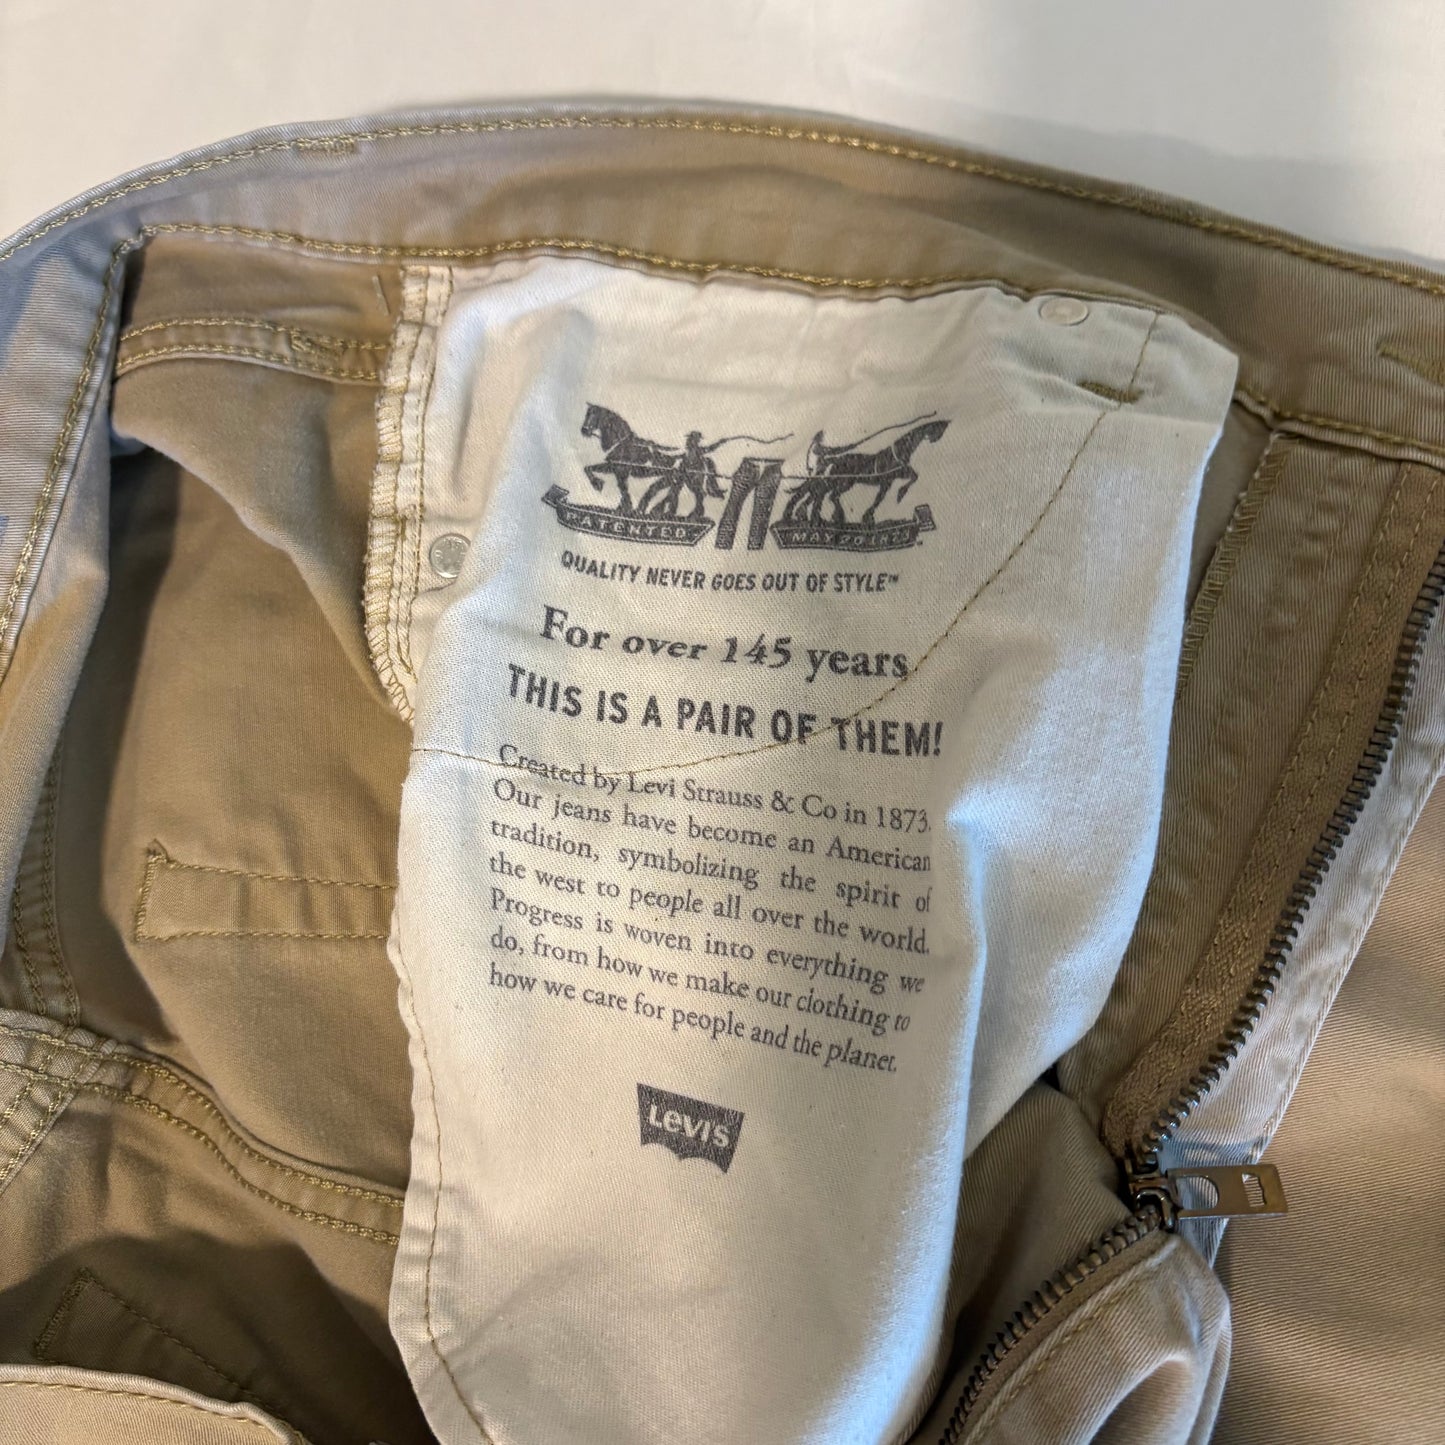 PATENTED MAY 20 1873
QUALITY NEVER GOES OUT OF STYLE™
For over 145 years
THIS IS A PAIR OF THEM!
Created by Levi Strauss & Co in 1873.
Our jeans have become an American
tradition, symbolizing the spirit of
the west to people all over the world.
Progress is woven into everything we
do, from how we make our clothing to
how we care for people and the planet.
Levi's